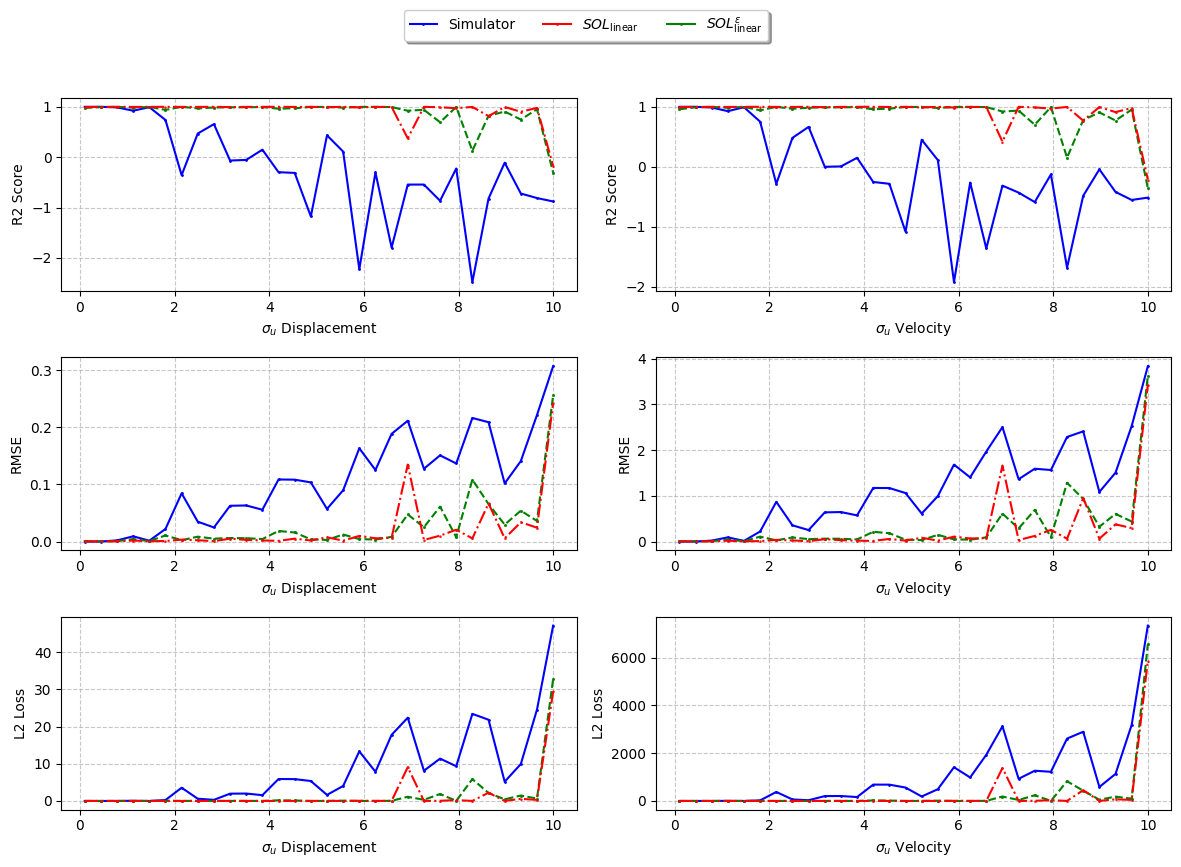 Simulator SOL_linear SOL^ε_linear
1
0
−1
−2
R2 Score
0 2 4 6 8 10
σ_u Displacement
1
0
−1
−2
R2 Score
0 2 4 6 8 10
σ_u Velocity
0.3
0.2
0.1
0.0
RMSE
0 2 4 6 8 10
σ_u Displacement
4
3
2
1
0
RMSE
0 2 4 6 8 10
σ_u Velocity
40
30
20
10
0
L2 Loss
0 2 4 6 8 10
σ_u Displacement
6000
4000
2000
0
L2 Loss
0 2 4 6 8 10
σ_u Velocity